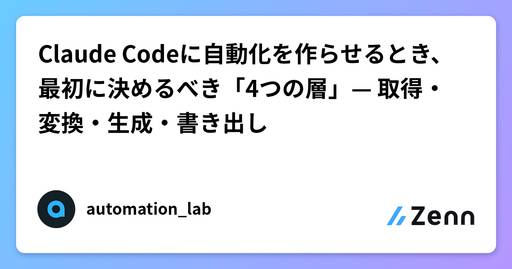 Claude Codeに自動化を作らせるとき、
最初に決めるべき「4つの層」— 取得・
変換・生成・書き出し
automation_lab
Zenn